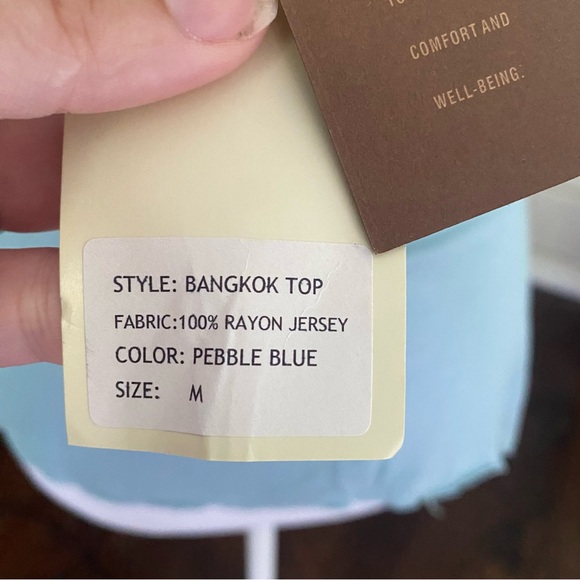 COMFORT AND
WELL-BEING.
STYLE: BANGKOK TOP
FABRIC:100% RAYON JERSEY
COLOR: PEBBLE BLUE
SIZE: M